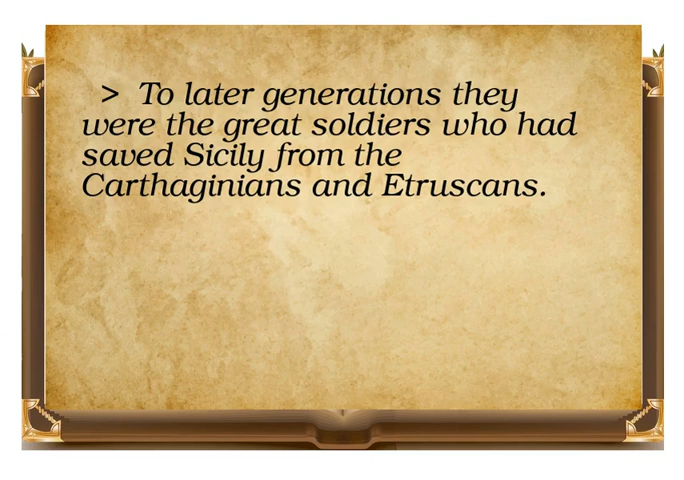 > To later generations they
were the great soldiers who had
saved Sicily from the
Carthaginians and Etruscans.